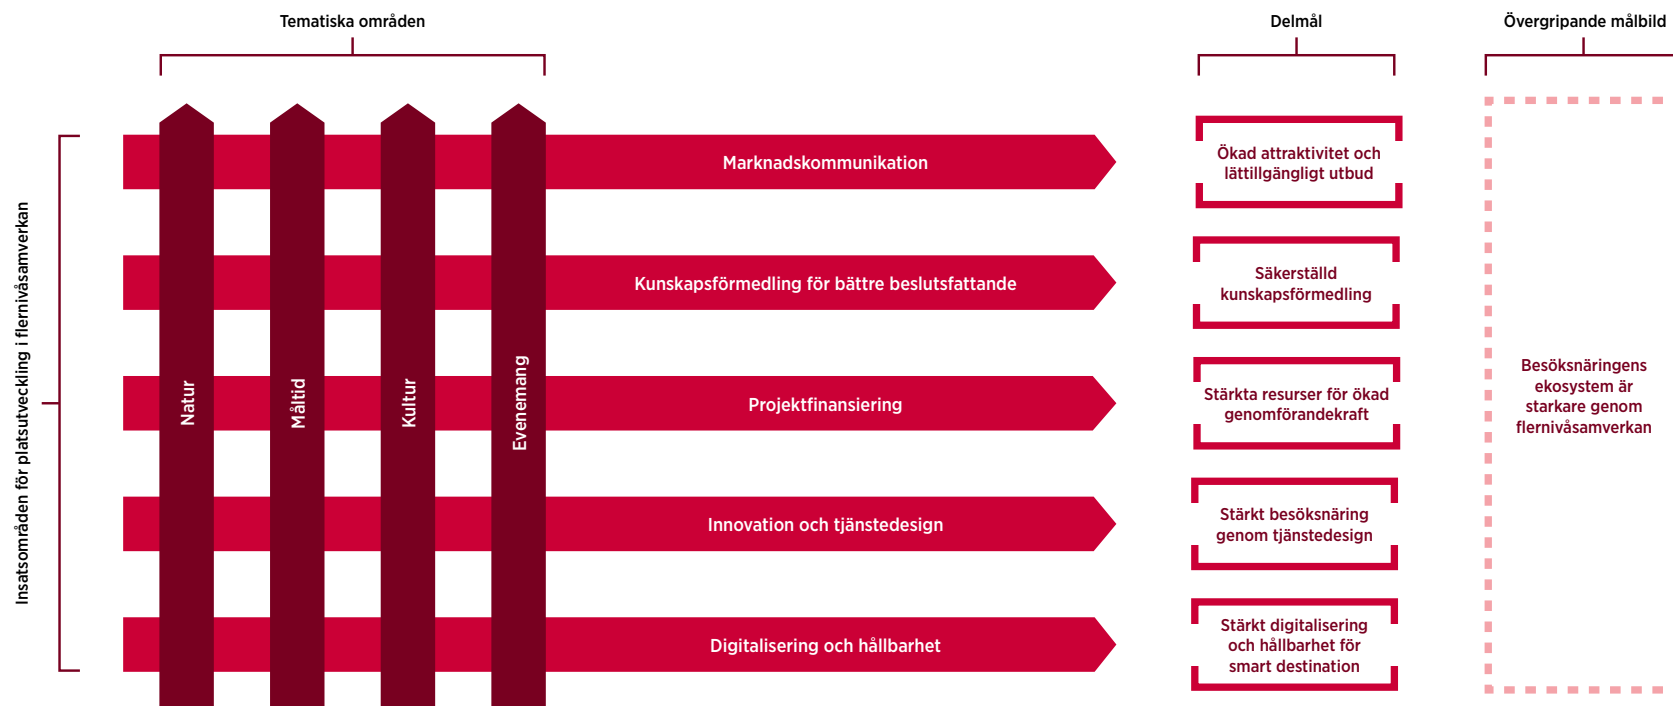 Tematiska områden
Delmål
Övergripande målbild
Insatsområden för platsutveckling i flernivåsamverkan
Natur
Måltid
Kultur
Evenemang
Marknadskommunikation
Ökad attraktivitet och
lättillgängligt utbud
Kunskapsförmedling för bättre beslutsfattande
Säkerställd
kunskapsförmedling
Projektfinansiering
Stärkta resurser för ökad
genomförandekraft
Innovation och tjänstedesign
Stärkt besöksnäring
genom tjänstedesign
Digitalisering och hållbarhet
Stärkt digitalisering
och hållbarhet för
smart destination
Besöksnäringens
ekosystem är
starkare genom
flernivåsamverkan